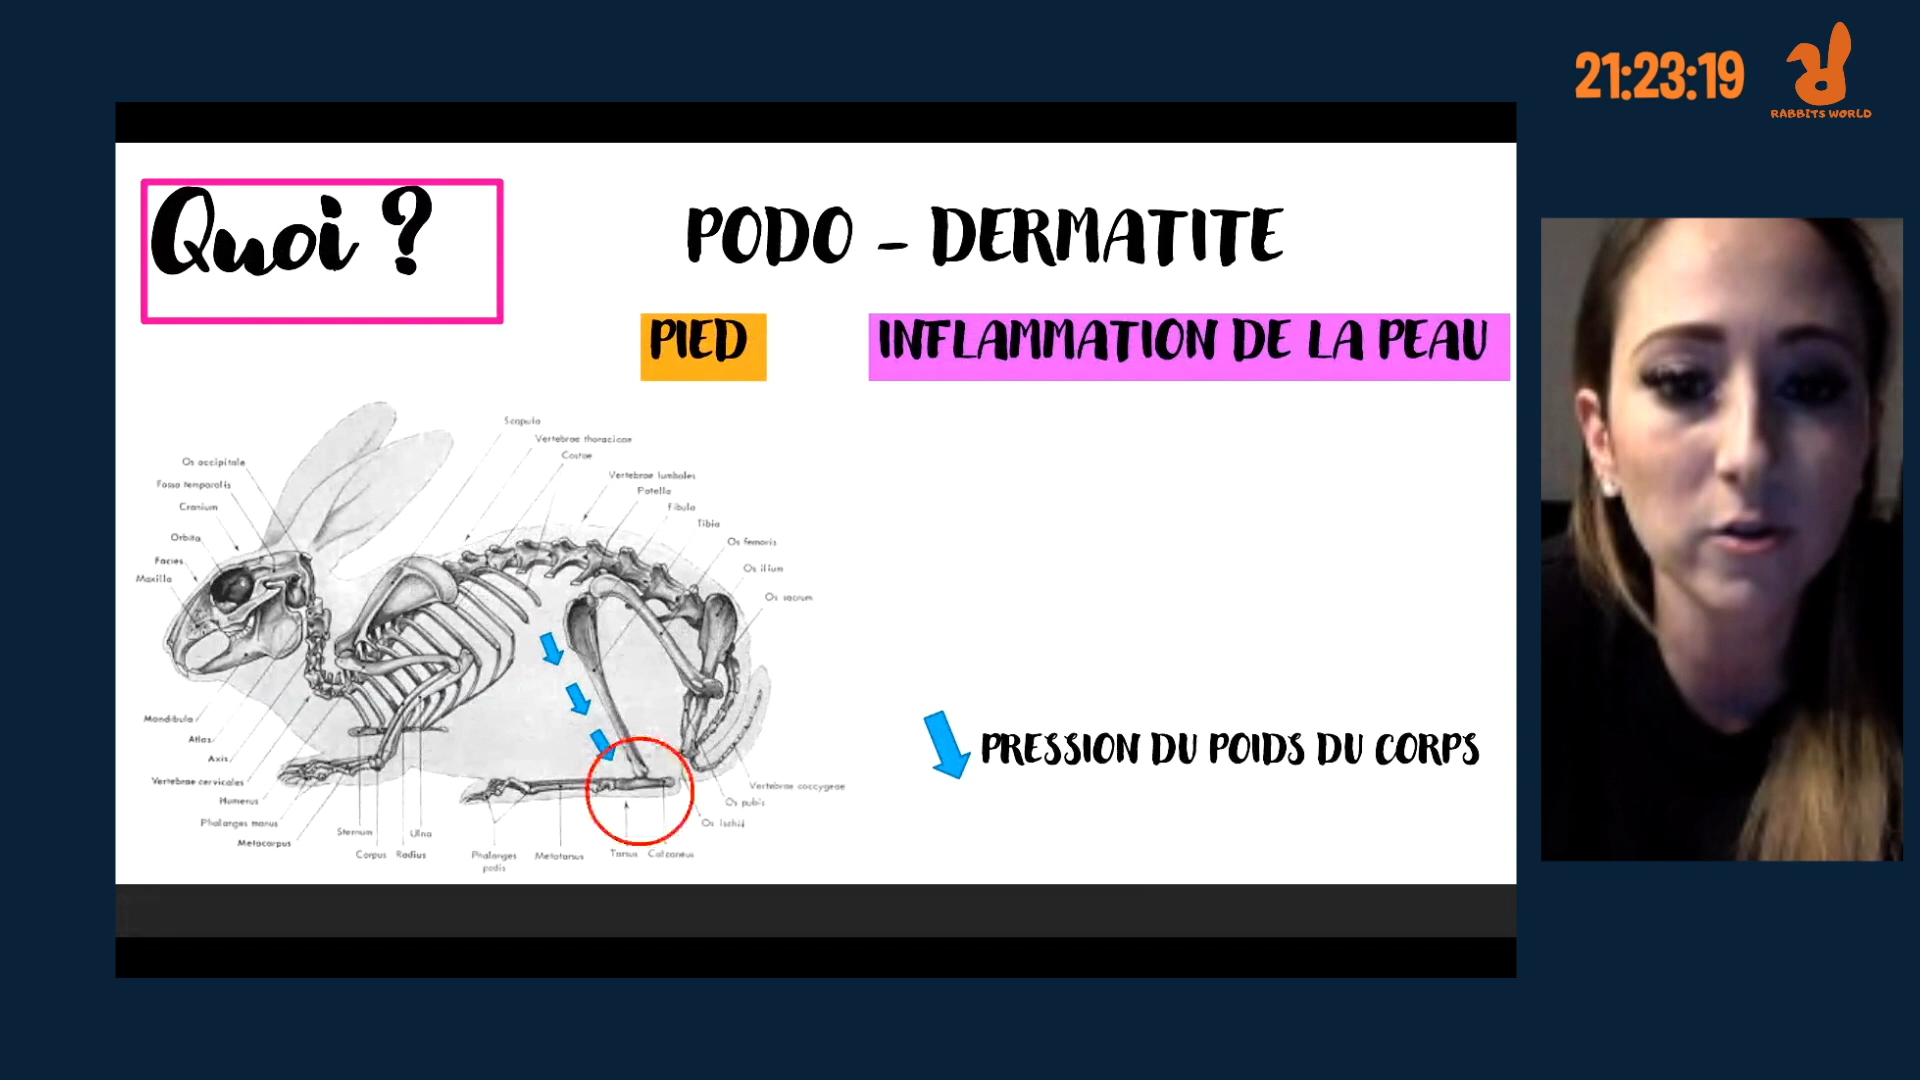 21:23:19
RABBITS WORLD
Quoi ?
PODO - DERMATITE
PIED
INFLAMMATION DE LA PEAU
Scapula
Vertebrae thoracicae
Costae
Os occipitale
Vertebrae lumbales
Fossa temporalis
Patella
Cranium
Fibula
Tibia
Orbita
Os femoris
Facies
Os ilium
Maxilla
Os sacrum
Mandibula
Atlas
Axis
PRESSION DU POIDS DU CORPS
Vertebrae cervicales
Vertebrae coccygeae
Humerus
Os pubis
Phalanges manus
Os ischii
Sternum
Ulna
Metacarpus
Corpus
Radius
Phalanges pedis
Metatarsus
Tarsus
Calcaneus